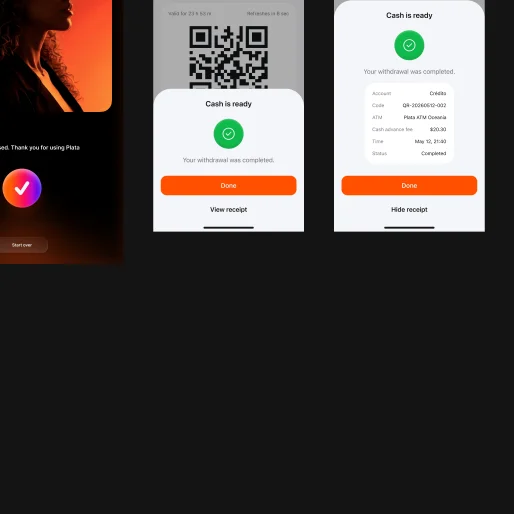 sed. Thank you for using Plata
Start over
Valid for 23 h 59 m
Refreshes in 8 sec
Cash is ready
Your withdrawal was completed.
Done
View receipt
Cash is ready
Your withdrawal was completed.
Account Crédito
Code QR-20260512-002
ATM Plata ATM Oceanía
Cash advance fee $20.30
Time May 12, 21:40
Status Completed
Done
Hide receipt